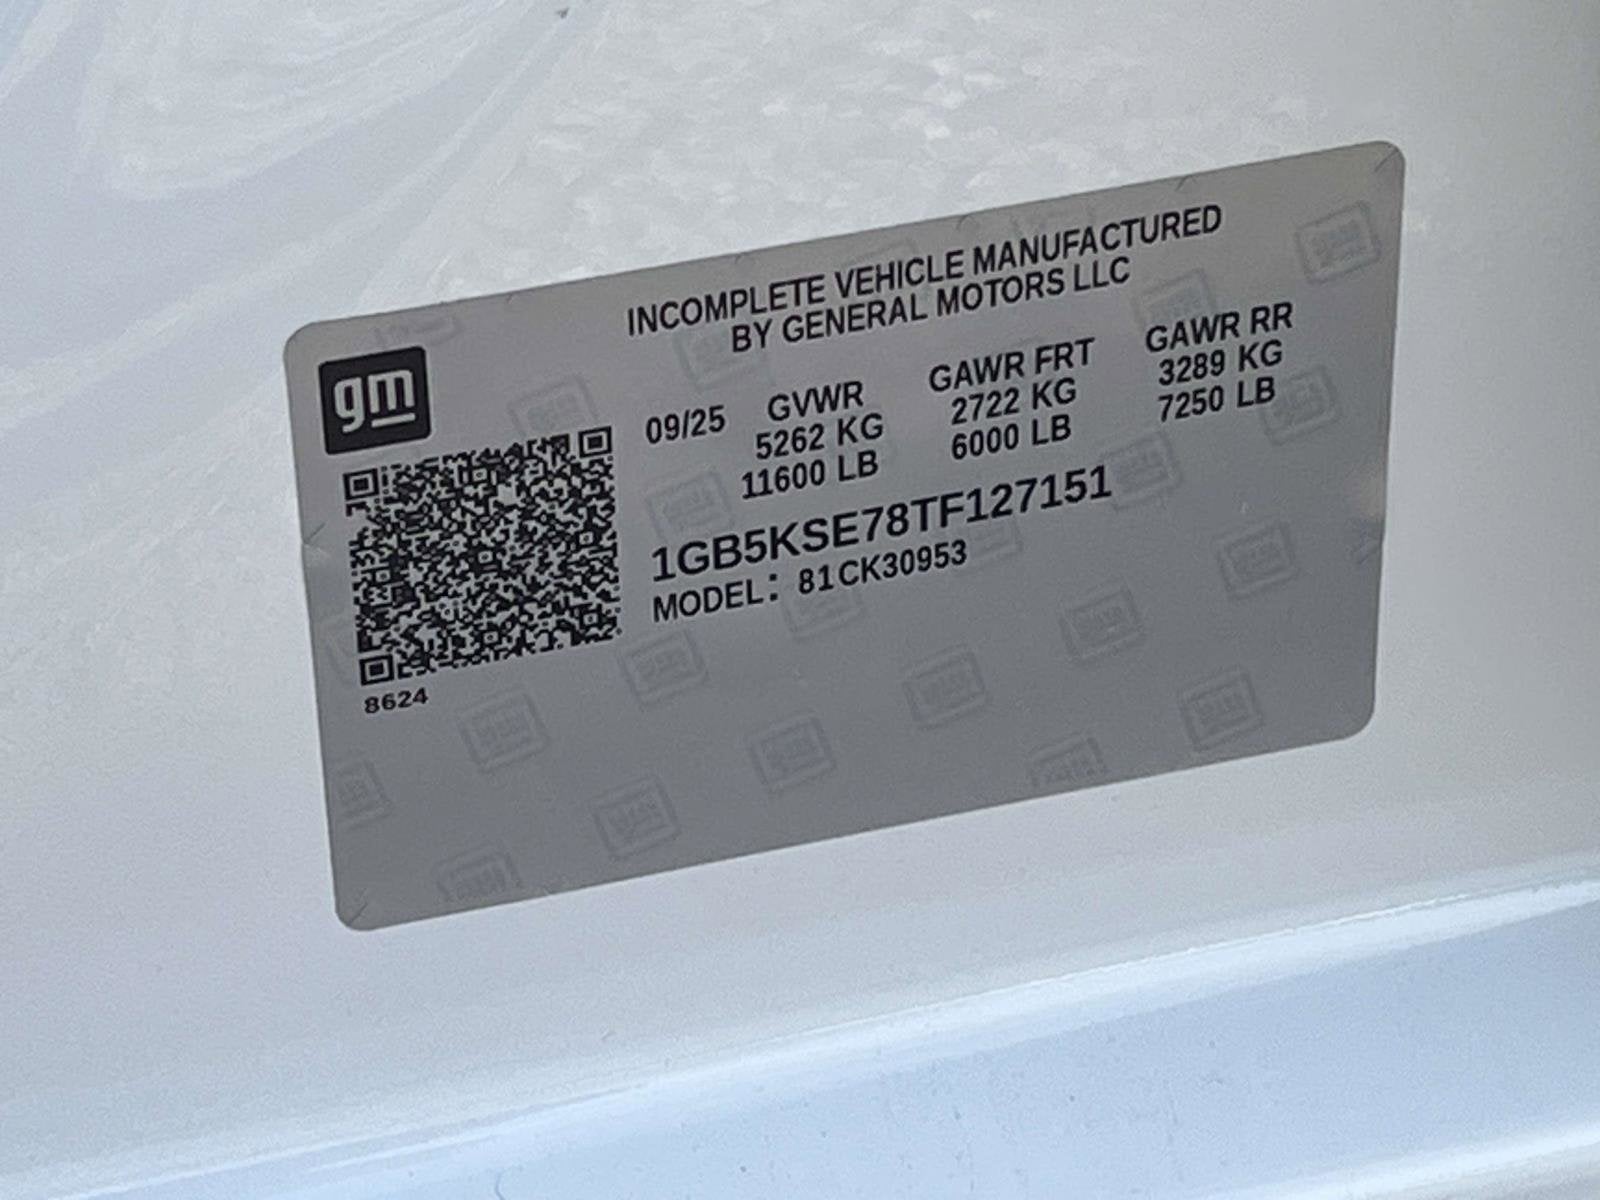 INCOMPLETE VEHICLE MANUFACTURED
BY GENERAL MOTORS LLC
gm
09/25 GVWR GAWR FRT GAWR RR
5262 KG 2722 KG 3289 KG
11600 LB 6000 LB 7250 LB
1GB5KSE78TF127151
MODEL: 81CK30953
8624